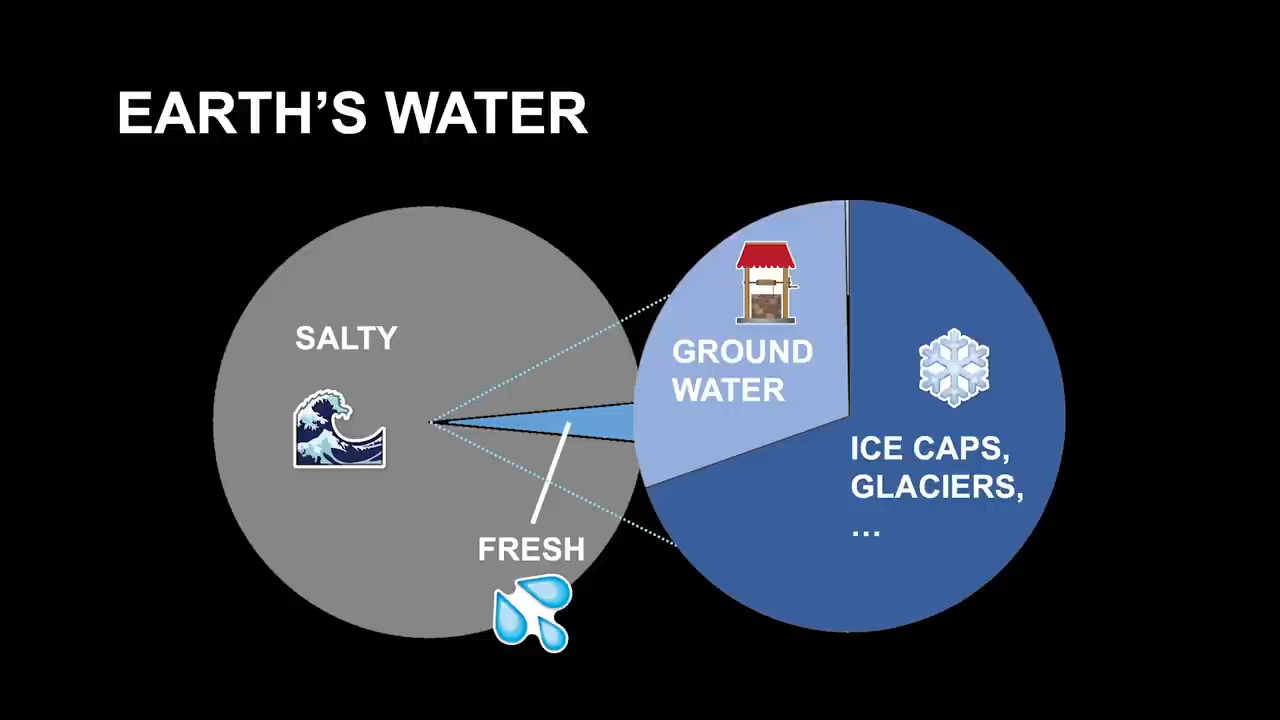 EARTH’S WATER
SALTY
FRESH
GROUND
WATER
ICE CAPS,
GLACIERS,
...